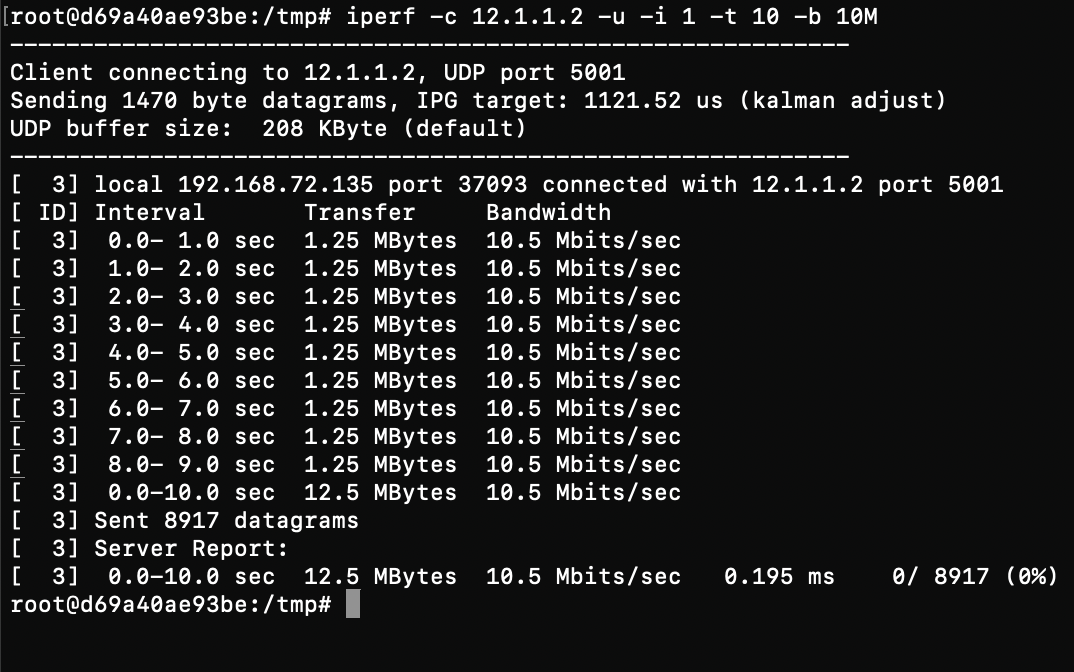 [root@d69a40ae93be:/tmp# iperf -c 12.1.1.2 -u -i 1 -t 10 -b 10M
------------------------------------------------------------
Client connecting to 12.1.1.2, UDP port 5001
Sending 1470 byte datagrams, IPG target: 1121.52 us (kalman adjust)
UDP buffer size:  208 KByte (default)
------------------------------------------------------------
[  3] local 192.168.72.135 port 37093 connected with 12.1.1.2 port 5001
[ ID] Interval       Transfer     Bandwidth
[  3]  0.0- 1.0 sec  1.25 MBytes  10.5 Mbits/sec
[  3]  1.0- 2.0 sec  1.25 MBytes  10.5 Mbits/sec
[  3]  2.0- 3.0 sec  1.25 MBytes  10.5 Mbits/sec
[  3]  3.0- 4.0 sec  1.25 MBytes  10.5 Mbits/sec
[  3]  4.0- 5.0 sec  1.25 MBytes  10.5 Mbits/sec
[  3]  5.0- 6.0 sec  1.25 MBytes  10.5 Mbits/sec
[  3]  6.0- 7.0 sec  1.25 MBytes  10.5 Mbits/sec
[  3]  7.0- 8.0 sec  1.25 MBytes  10.5 Mbits/sec
[  3]  8.0- 9.0 sec  1.25 MBytes  10.5 Mbits/sec
[  3]  0.0-10.0 sec  12.5 MBytes  10.5 Mbits/sec
[  3] Sent 8917 datagrams
[  3] Server Report:
[  3]  0.0-10.0 sec  12.5 MBytes  10.5 Mbits/sec   0.195 ms    0/ 8917 (0%)
root@d69a40ae93be:/tmp#